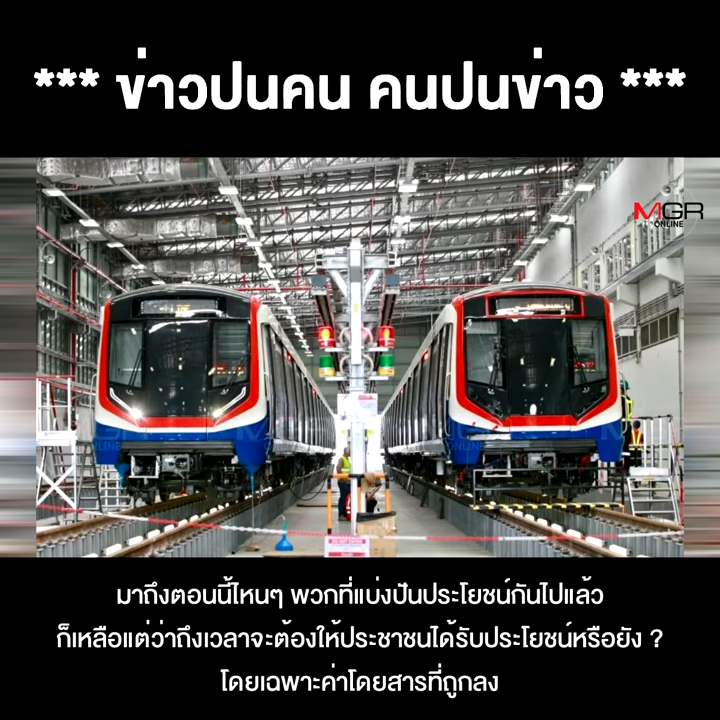 *** ข่าวปนคน คนปนข่าว ***
MGR
ONLINE
มาถึงตอนนี้ไหนๆ พวกที่แบ่งปันประโยชน์กันไปแล้ว
ก็เหลือแต่ว่าถึงเวลาจะต้องให้ประชาชนได้รับประโยชน์หรือยัง ?
โดยเฉพาะค่าโดยสารที่ถูกลง